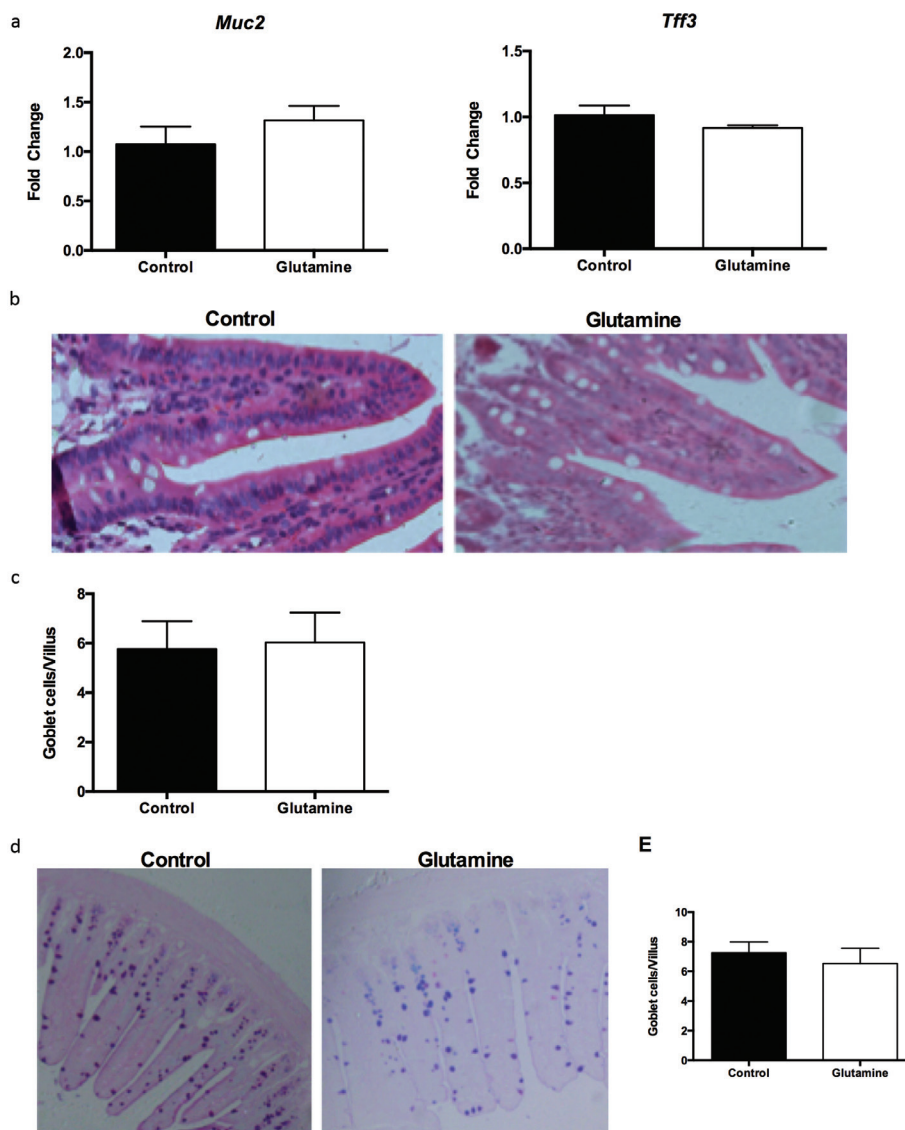 a
Muc2
Tff3
Fold Change
2.0
1.5
1.0
0.5
0.0
Control
Glutamine
Fold Change
1.5
1.0
0.5
0.0
Control
Glutamine
b
Control
Glutamine
c
Goblet cells/Villus
8
6
4
2
0
Control
Glutamine
d
Control
Glutamine
E
Goblet cells/Villus
10
8
6
4
2
0
Control
Glutamine